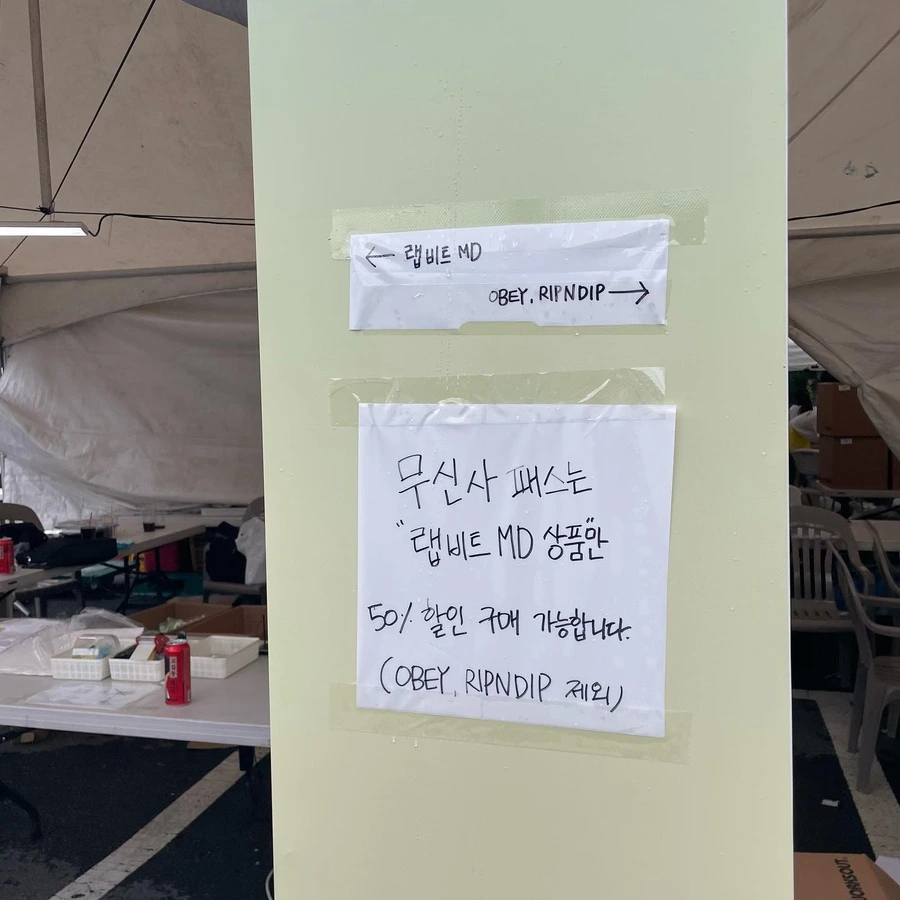 ← 랩비트 MD
OBEY, RIPNDIP →
무신사 패스는
"랩비트 MD 상품"만
50% 할인 구매 가능합니다.
(OBEY, RIPNDIP 제외)
WORKSOUT.